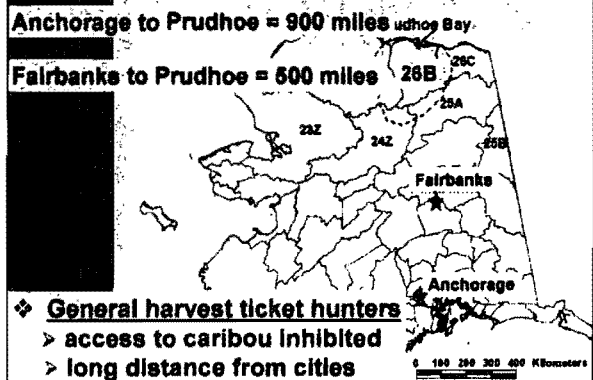 Anchorage to Prudhoe = 900 miles
udhoe Bay
Fairbanks to Prudhoe = 500 miles
26B
26C
25A
23Z
24Z
25B
Fairbanks
Anchorage
❖ General harvest ticket hunters
> access to caribou inhibited
> long distance from cities
0 100 200 300 400 Kilometers